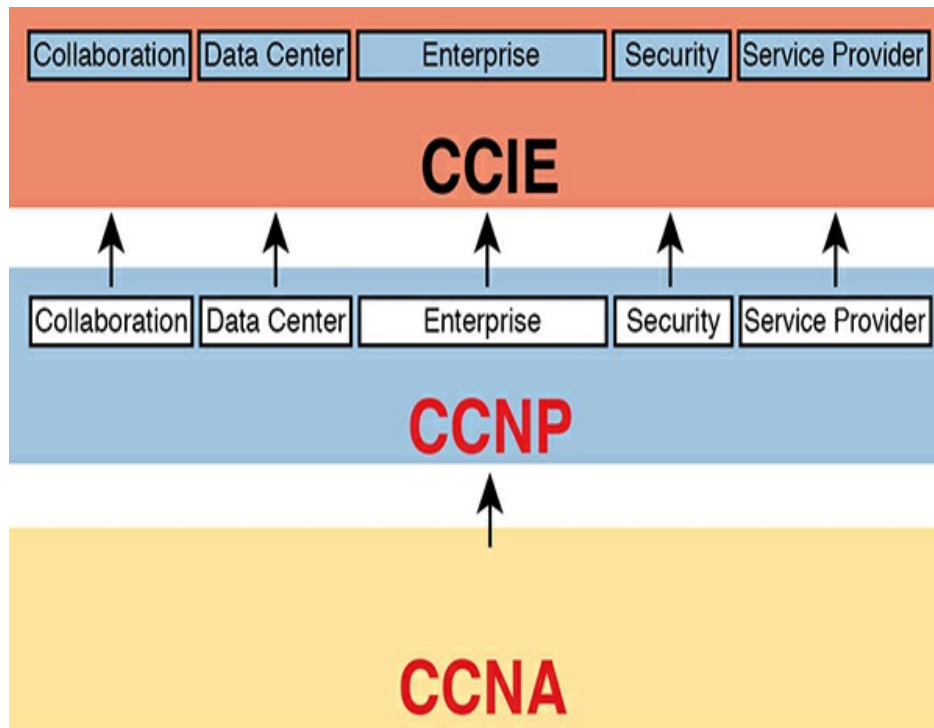 Collaboration Data Center Enterprise Security Service Provider
CCIE
Collaboration Data Center Enterprise Security Service Provider
CCNP
CCNA